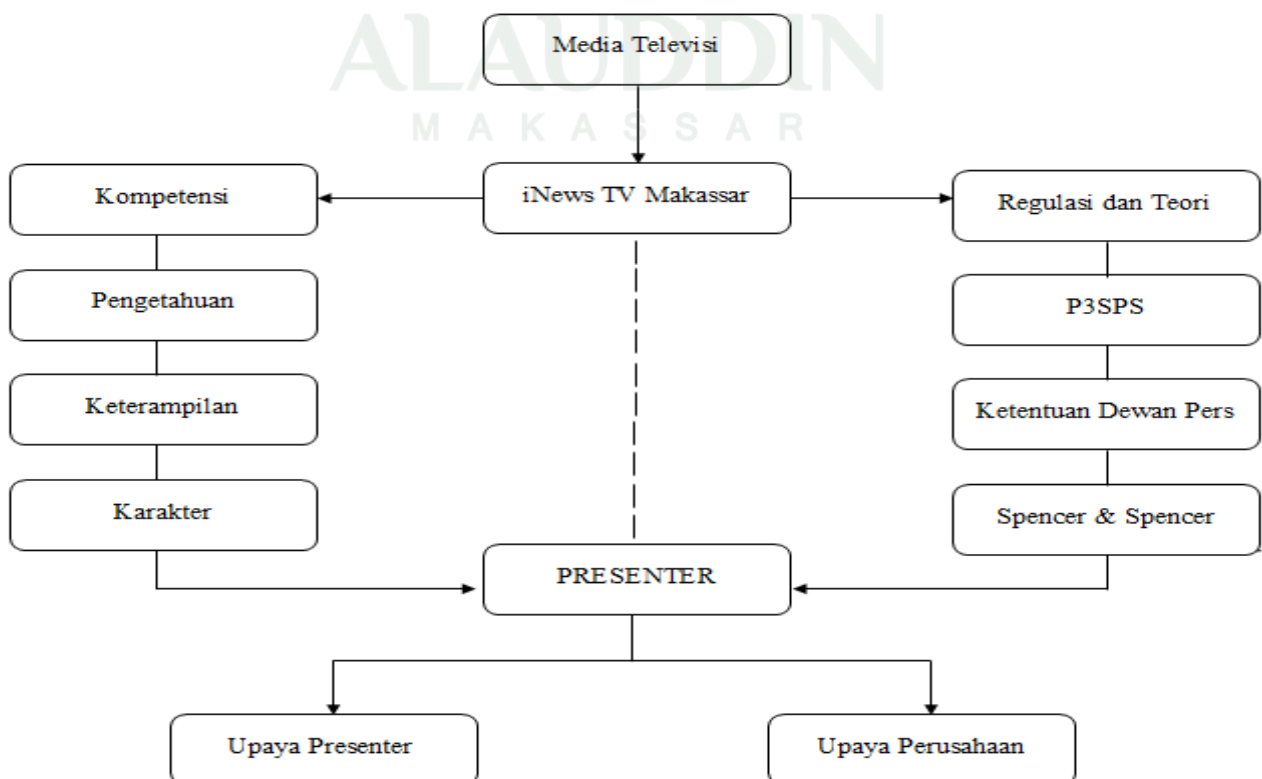 ALAUDDIN
MAKASSAR
Media Televisi
Kompetensi
iNews TV Makassar
Regulasi dan Teori
Pengetahuan
P3SPS
Keterampilan
Ketentuan Dewan Pers
Karakter
Spencer & Spencer
PRESENTER
Upaya Presenter
Upaya Perusahaan